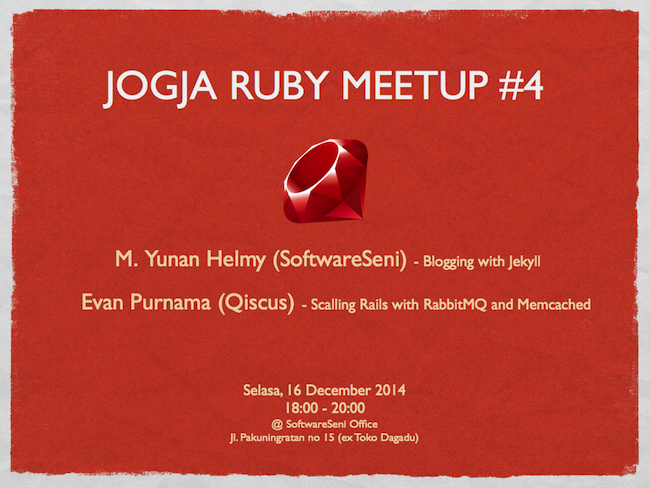 JOGJA RUBY MEETUP #4
M. Yunan Helmy (SoftwareSeni) - Blogging with Jekyll
Evan Purnama (Qiscus) - Scalling Rails with RabbitMQ and Memcached
Selasa, 16 December 2014
18:00 - 20:00
@ SoftwareSeni Office
Jl. Pakuningratan no 15 (ex Toko Dagadu)